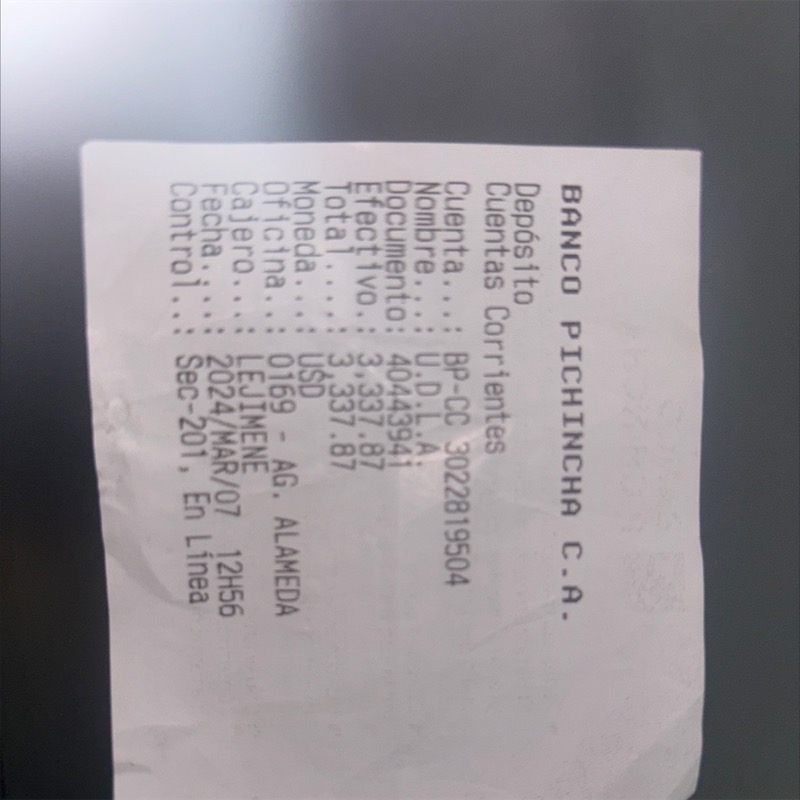 BANCO PICHINCHA C.A.
Depósito
Cuentas Corrientes
Cuenta...: BP-CC 3022819504
Nombre...: U.D.L.A.
Documento: 40443941
Efectivo.: 3,337.87
Total....: 3,337.87
Moneda...: USD
Oficina..: 0169 - AG. ALAMEDA
Cajero...: LEJIMENE
Fecha....: 2024/MAR/07 12H56
Control..: Sec-201, En Línea